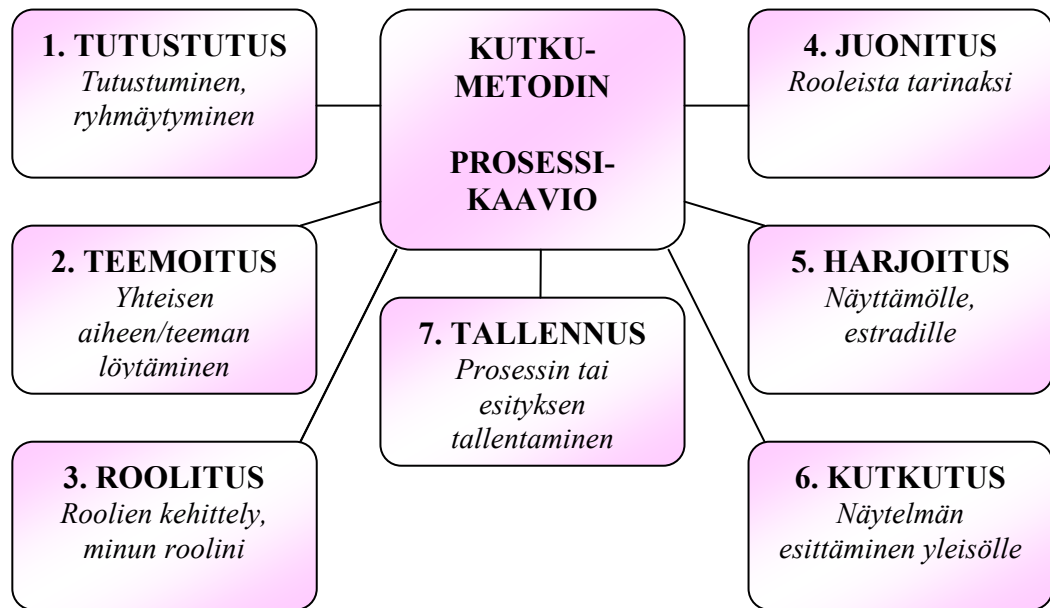 KUTKU-
METODIN
PROSESSI-
KAAVIO
1. TUTUSTUTUS
Tutustuminen,
ryhmäytyminen
2. TEEMOITUS
Yhteisen
aiheen/teeman
löytäminen
3. ROOLITUS
Roolien kehittely,
minun roolini
4. JUONITUS
Rooleista tarinaksi
5. HARJOITUS
Näyttämölle,
estradille
6. KUTKUTUS
Näytelmän
esittäminen yleisölle
7. TALLENNUS
Prosessin tai
esityksen
tallentaminen